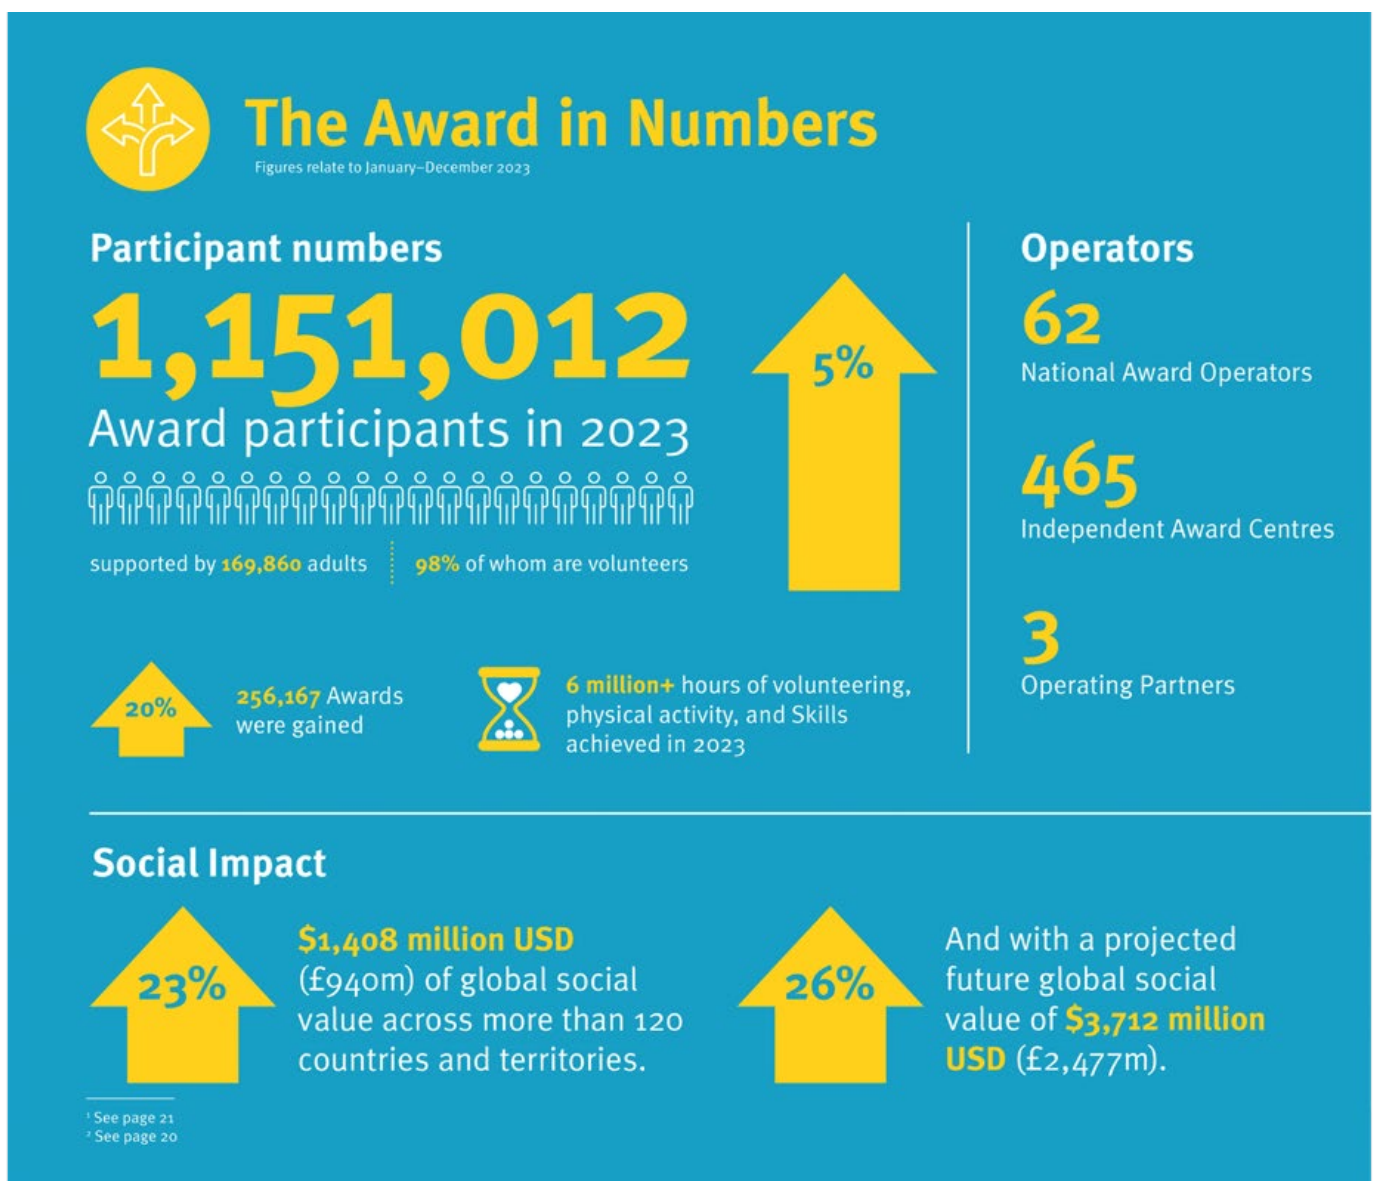 The Award in Numbers
Figures relate to January–December 2023
Participant numbers
1,151,012
Award participants in 2023
supported by 169,860 adults
98% of whom are volunteers
5%
20%
256,167 Awards
were gained
6 million+ hours of volunteering,
physical activity, and Skills
achieved in 2023
Operators
62
National Award Operators
465
Independent Award Centres
3
Operating Partners
Social Impact
23%
$1,408 million USD
(£940m) of global social
value across more than 120
countries and territories.
26%
And with a projected
future global social
value of $3,712 million
USD (£2,477m).
¹ See page 21
² See page 20